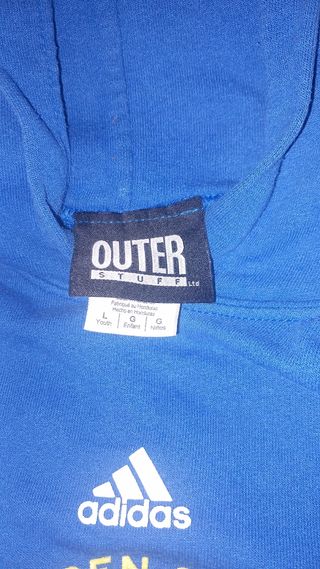 OUTER
STUFF Ltd
Fabriqué au Honduras
Hecho en Honduras
L G G
Youth Enfant Niños
adidas